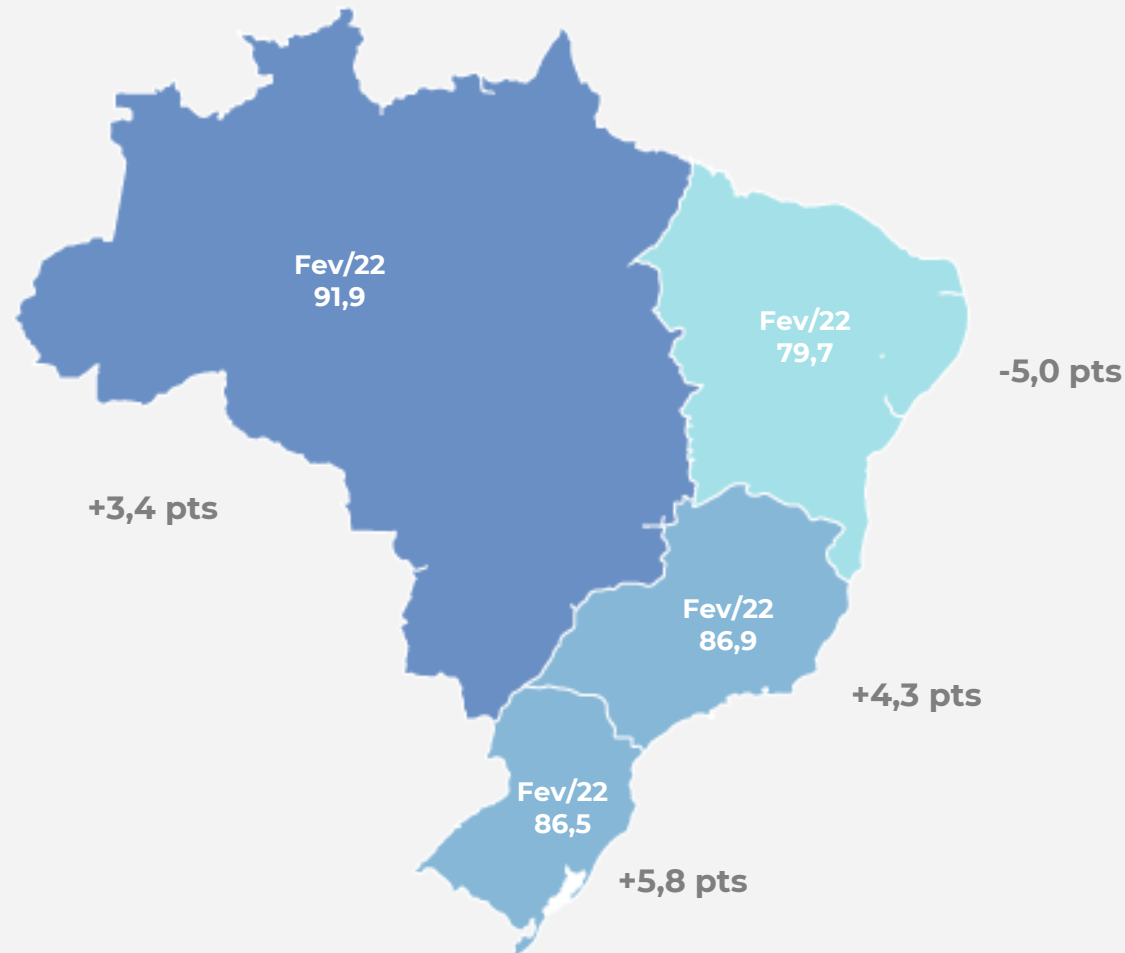 Fev/22
91,9
Fev/22
79,7
-5,0 pts
+3,4 pts
Fev/22
86,9
+4,3 pts
Fev/22
86,5
+5,8 pts